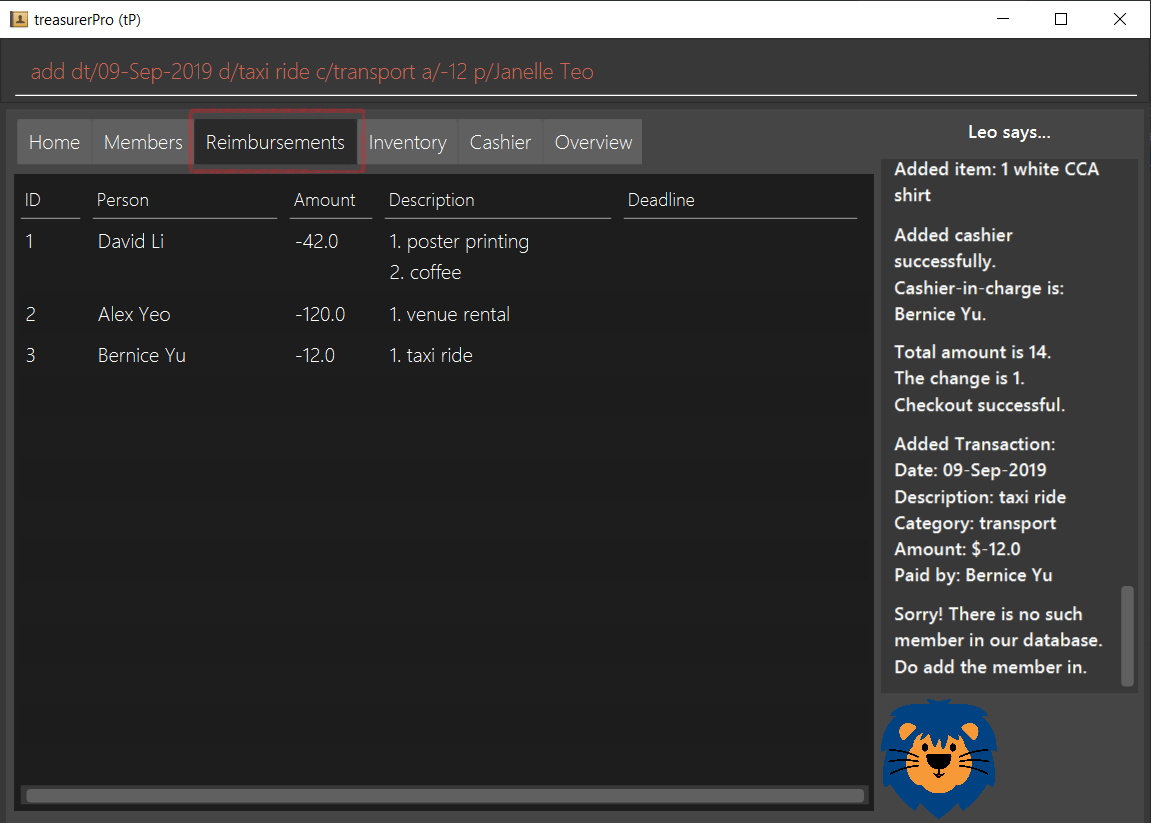 treasurerPro (tP)
add dt/09-Sep-2019 d/taxi ride c/transport a/-12 p/Janelle Teo
Home Members Reimbursements Inventory Cashier Overview
ID Person Amount Description Deadline
1 David Li -42.0 1. poster printing
2. coffee
2 Alex Yeo -120.0 1. venue rental
3 Bernice Yu -12.0 1. taxi ride
Leo says...
Added item: 1 white CCA
shirt
Added cashier
successfully.
Cashier-in-charge is:
Bernice Yu.
Total amount is 14.
The change is 1.
Checkout successful.
Added Transaction:
Date: 09-Sep-2019
Description: taxi ride
Category: transport
Amount: $-12.0
Paid by: Bernice Yu
Sorry! There is no such
member in our database.
Do add the member in.